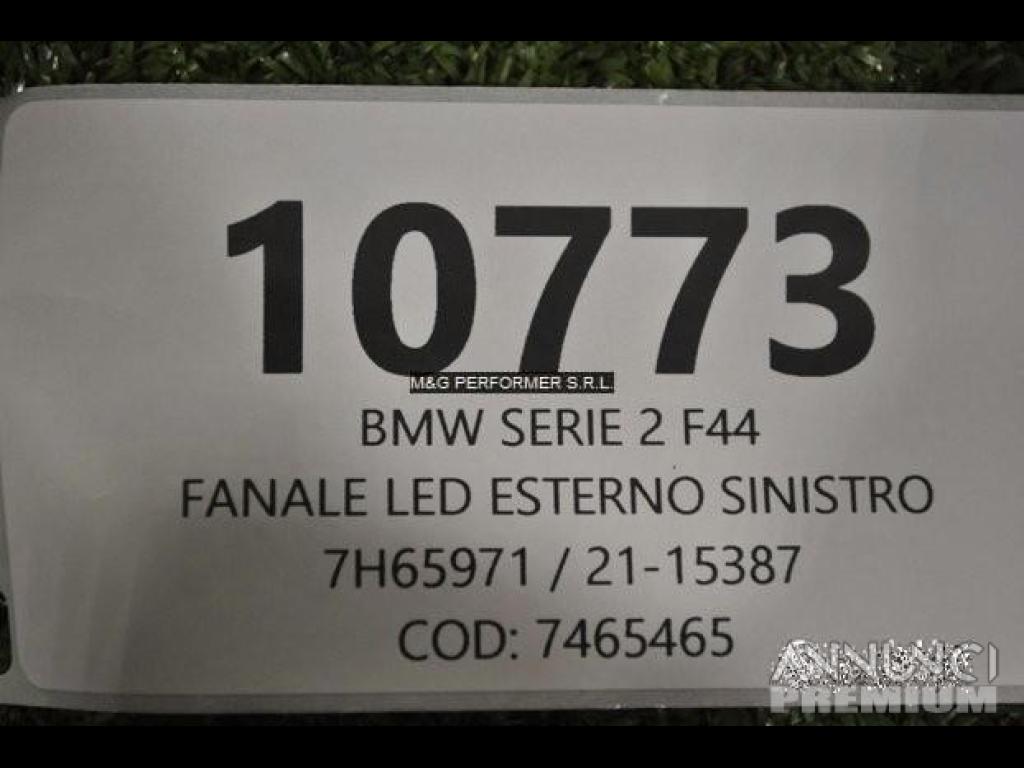 10773
M&G PERFORMER S.R.L.
BMW SERIE 2 F44
FANALE LED ESTERNO SINISTRO
7H65971 / 21-15387
COD: 7465465
ANNUNCI
PREMIUM